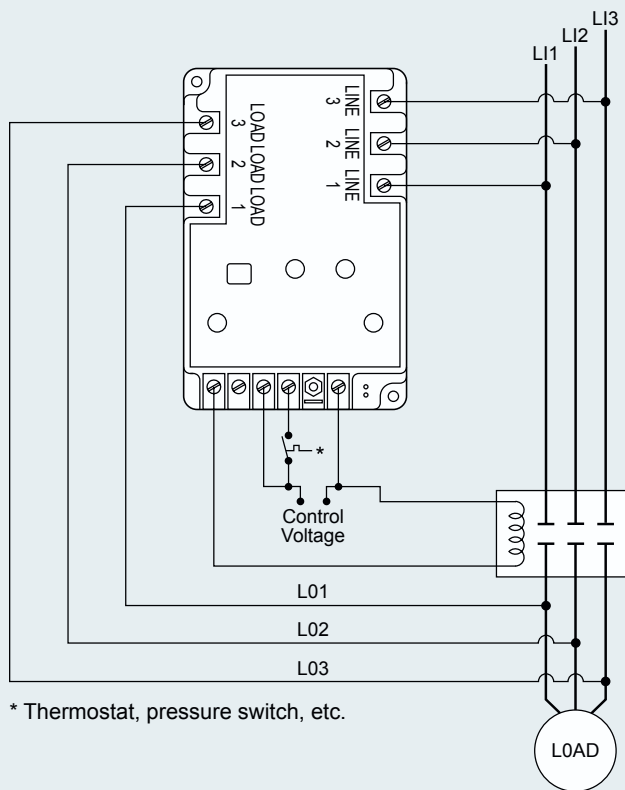 LI3
LI2
LI1
LINE 3
LINE 2
LINE 1
LOAD 3
LOAD 2
LOAD 1
*
Control
Voltage
L01
L02
L03
* Thermostat, pressure switch, etc.
L0AD